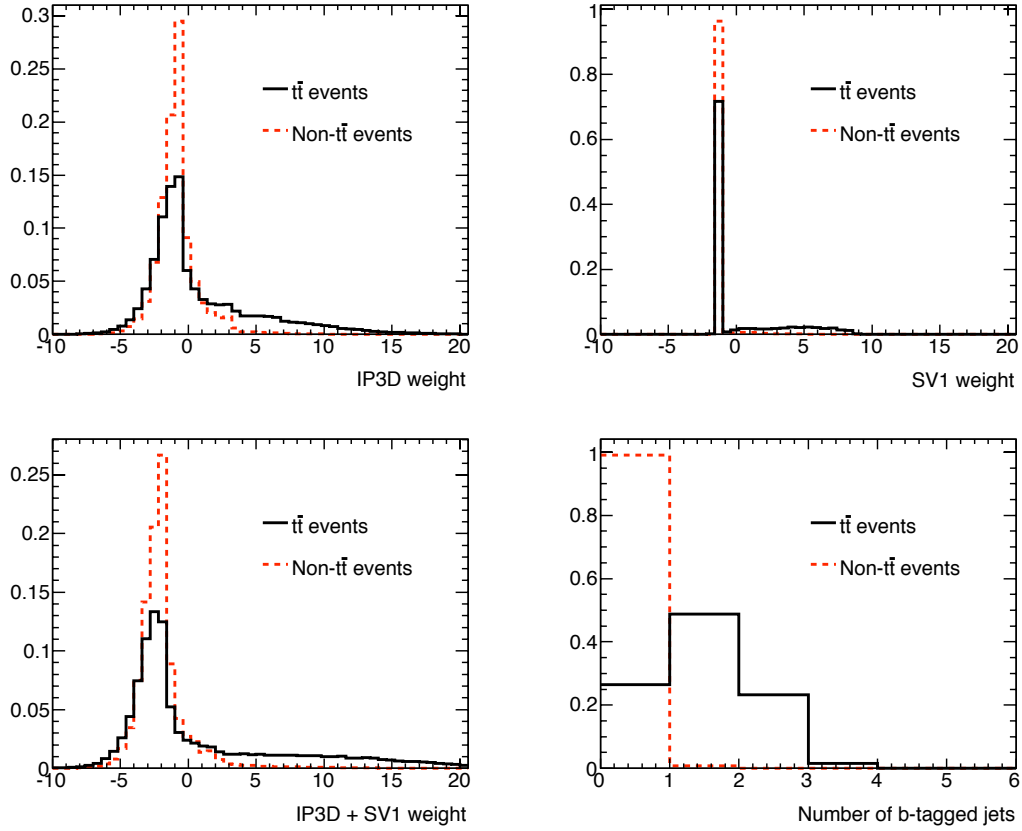 0.3
0.25
0.2
0.15
0.1
0.05
0
-10 -5 0 5 10 15 20
IP3D weight
tt̄ events
Non-tt̄ events
1
0.8
0.6
0.4
0.2
0
-10 -5 0 5 10 15 20
SV1 weight
tt̄ events
Non-tt̄ events
0.25
0.2
0.15
0.1
0.05
0
-10 -5 0 5 10 15 20
IP3D + SV1 weight
tt̄ events
Non-tt̄ events
1
0.8
0.6
0.4
0.2
0
0 1 2 3 4 5 6
Number of b-tagged jets
tt̄ events
Non-tt̄ events